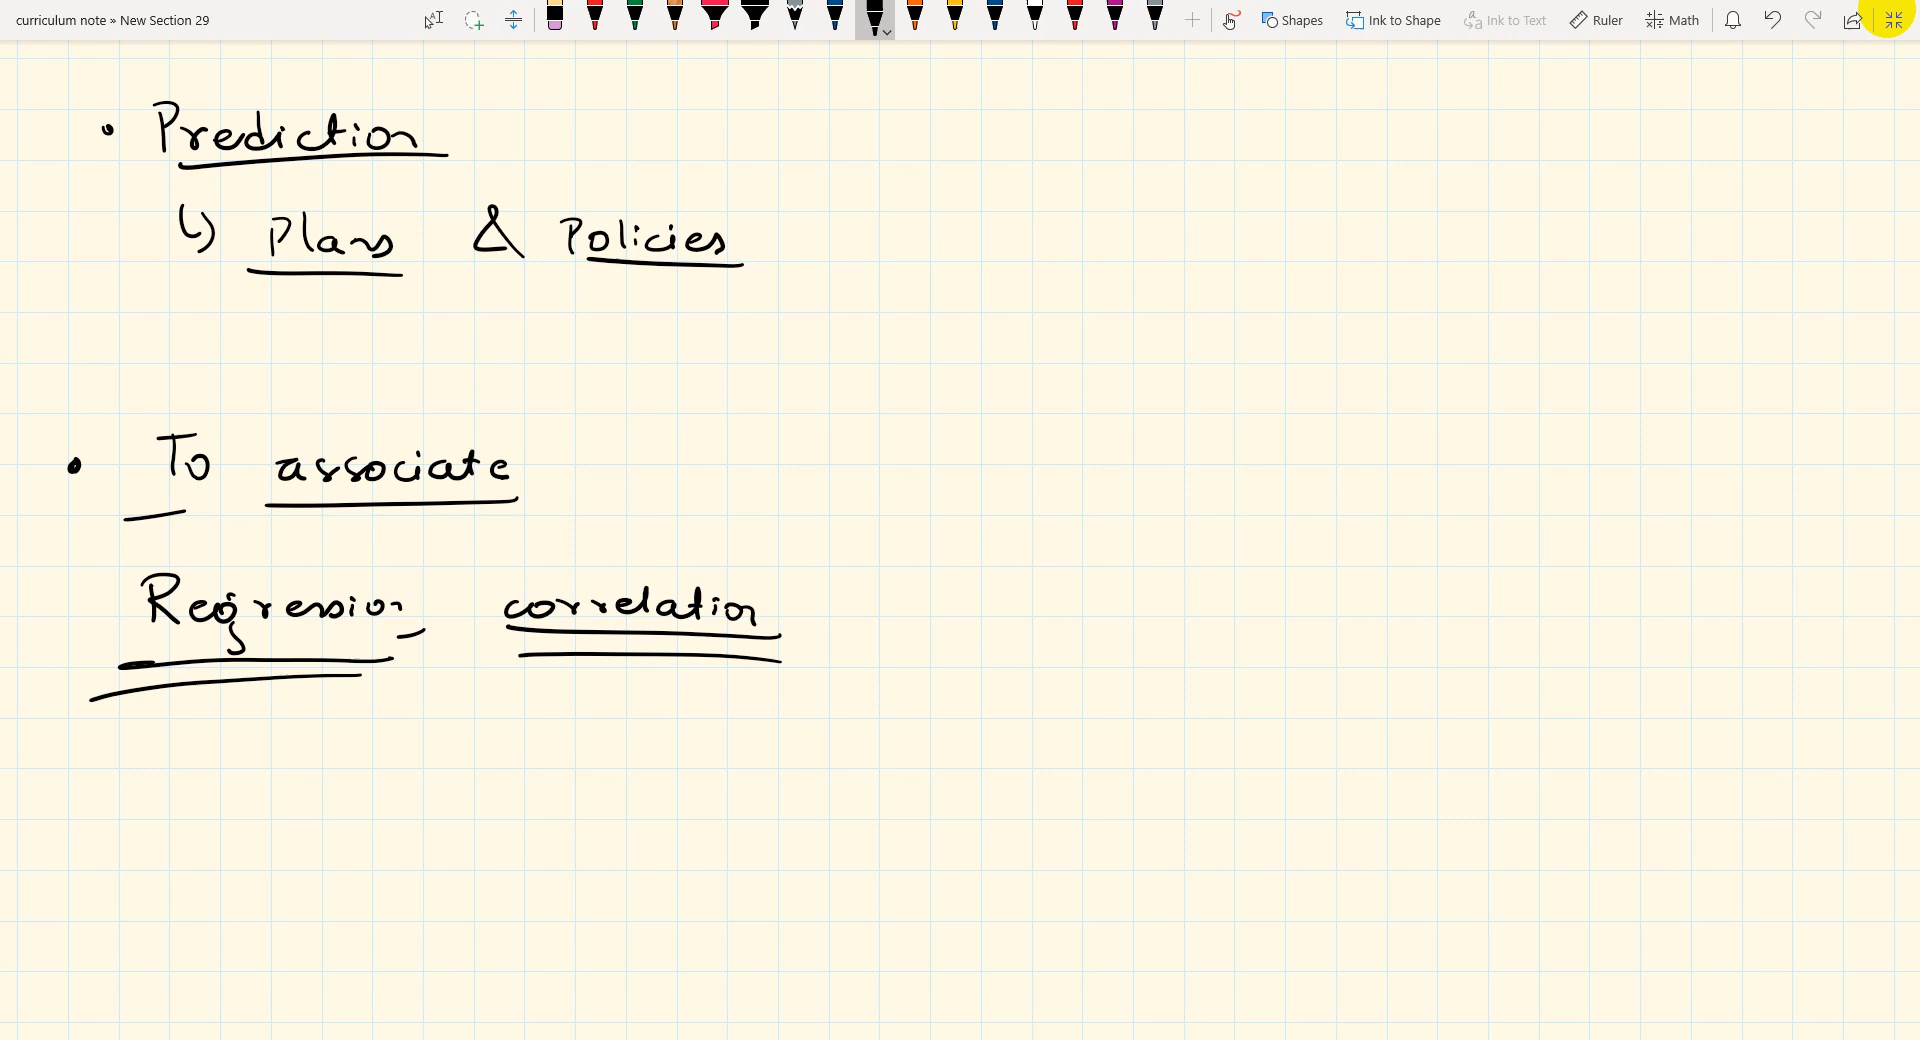 curriculum note » New Section 29
Shapes Ink to Shape Ink to Text Ruler Math
• Prediction
↳ Plans & Policies
• To associate
Regression correlation